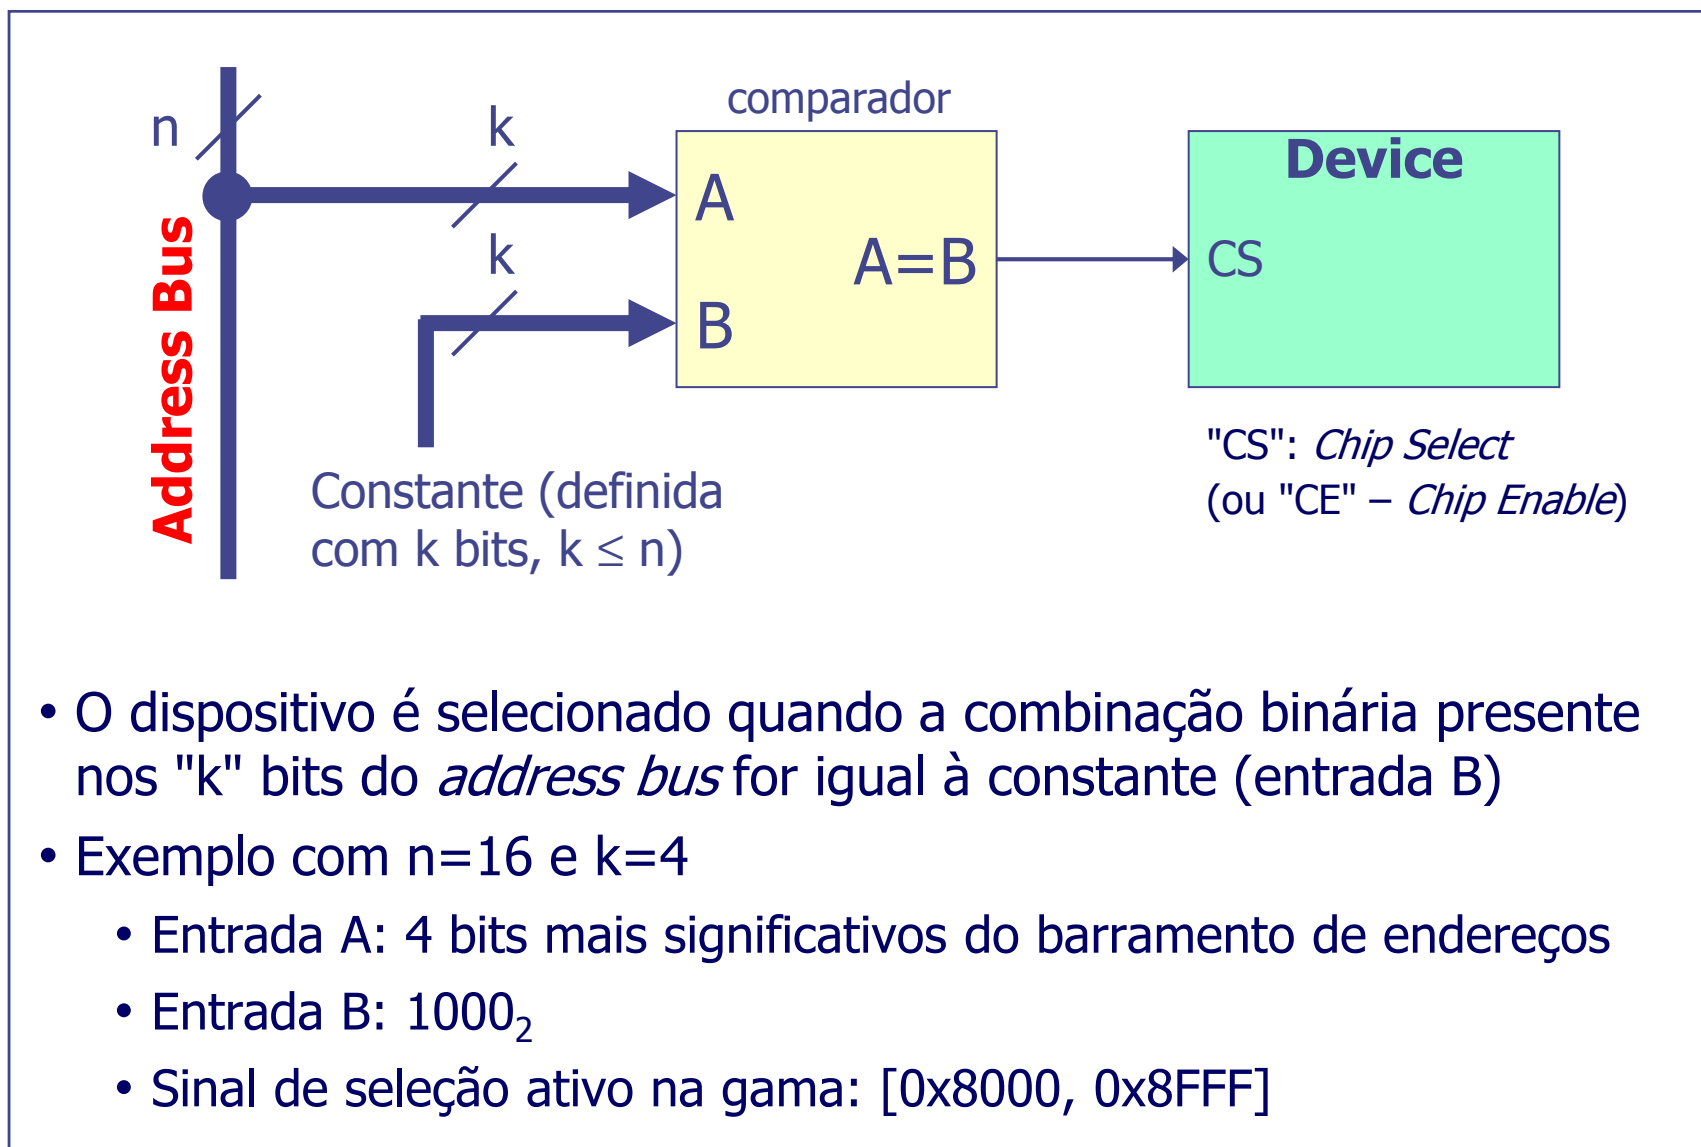 comparador
n
k
Device
A
k
A=B
CS
B
Address Bus
"CS": Chip Select
(ou "CE" – Chip Enable)
Constante (definida
com k bits, k ≤ n)
• O dispositivo é selecionado quando a combinação binária presente
nos "k" bits do address bus for igual à constante (entrada B)
• Exemplo com n=16 e k=4
• Entrada A: 4 bits mais significativos do barramento de endereços
• Entrada B: 1000₂
• Sinal de seleção ativo na gama: [0x8000, 0x8FFF]